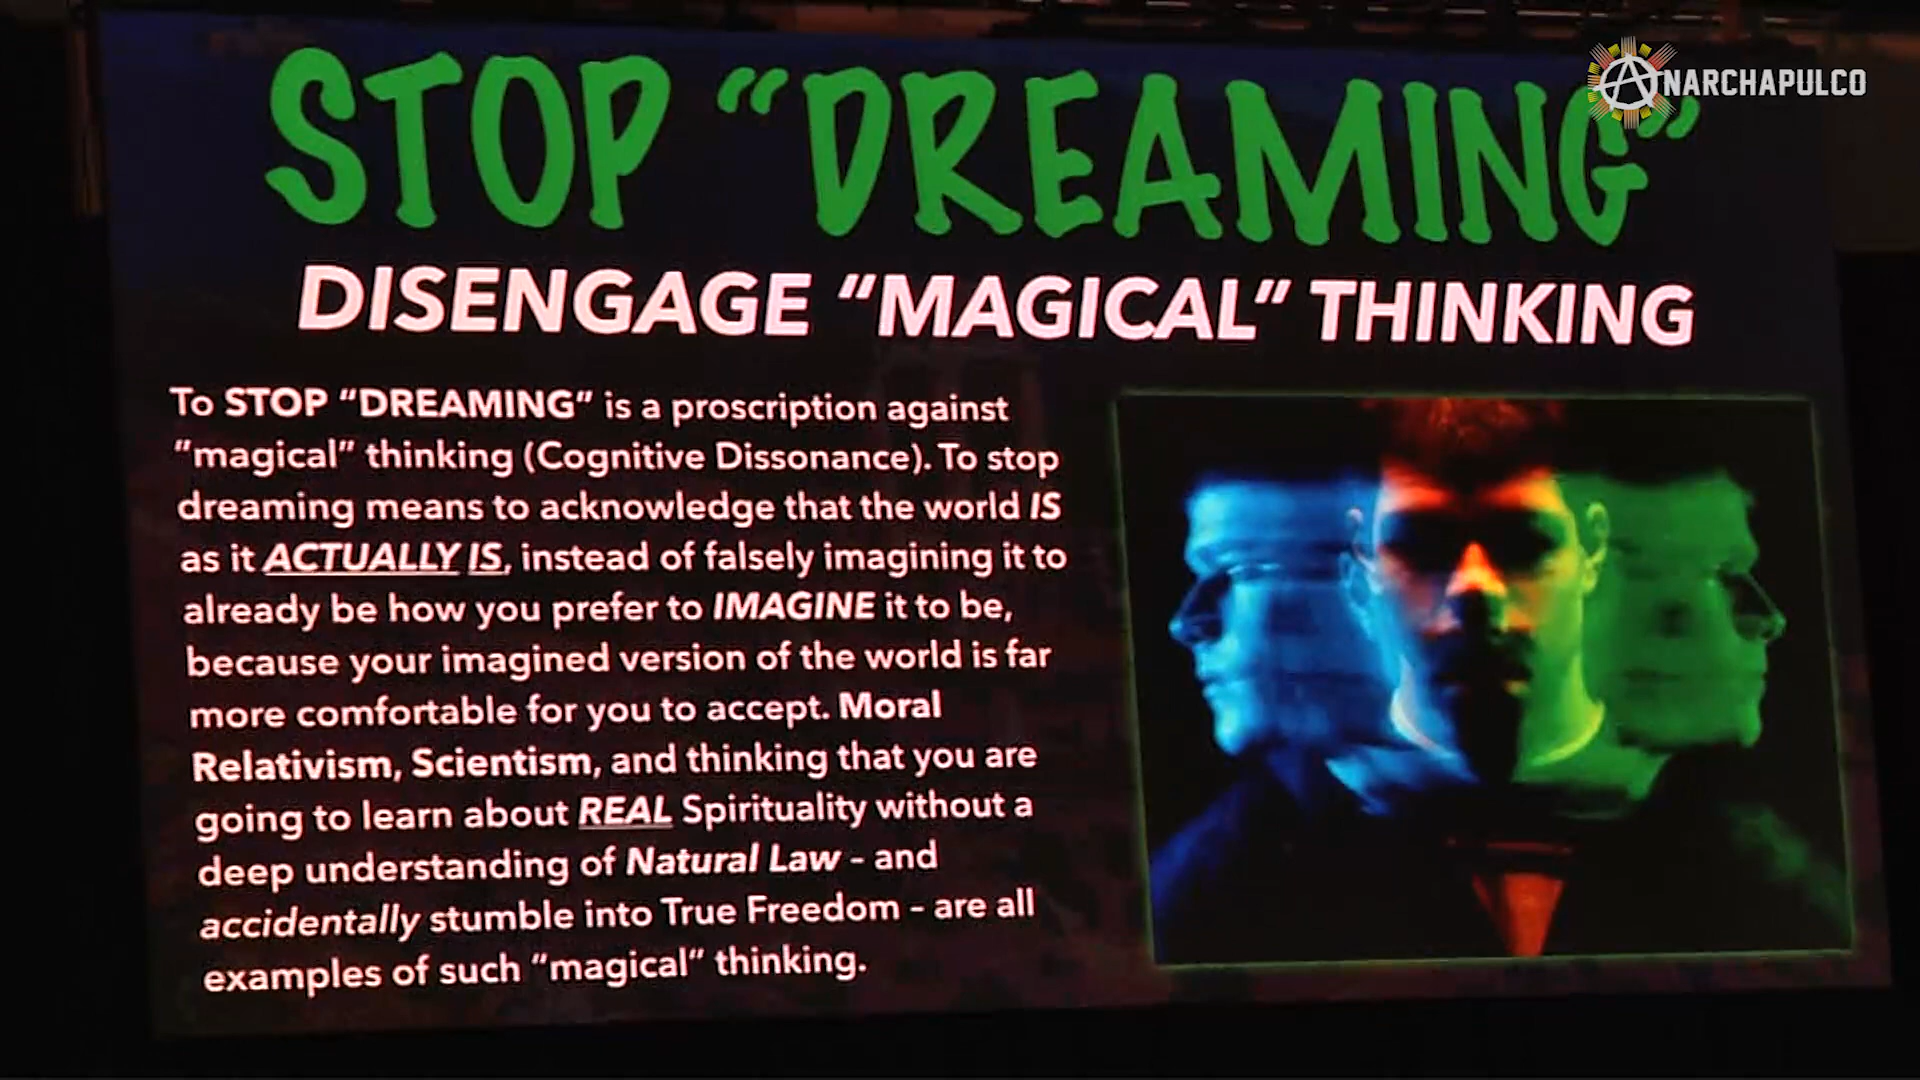 STOP “DREAMING”
ANARCHAPULCO
DISENGAGE “MAGICAL” THINKING
To STOP “DREAMING” is a proscription against
“magical” thinking (Cognitive Dissonance). To stop
dreaming means to acknowledge that the world IS
as it ACTUALLY IS, instead of falsely imagining it to
already be how you prefer to IMAGINE it to be,
because your imagined version of the world is far
more comfortable for you to accept. Moral
Relativism, Scientism, and thinking that you are
going to learn about REAL Spirituality without a
deep understanding of Natural Law – and
accidentally stumble into True Freedom – are all
examples of such “magical” thinking.